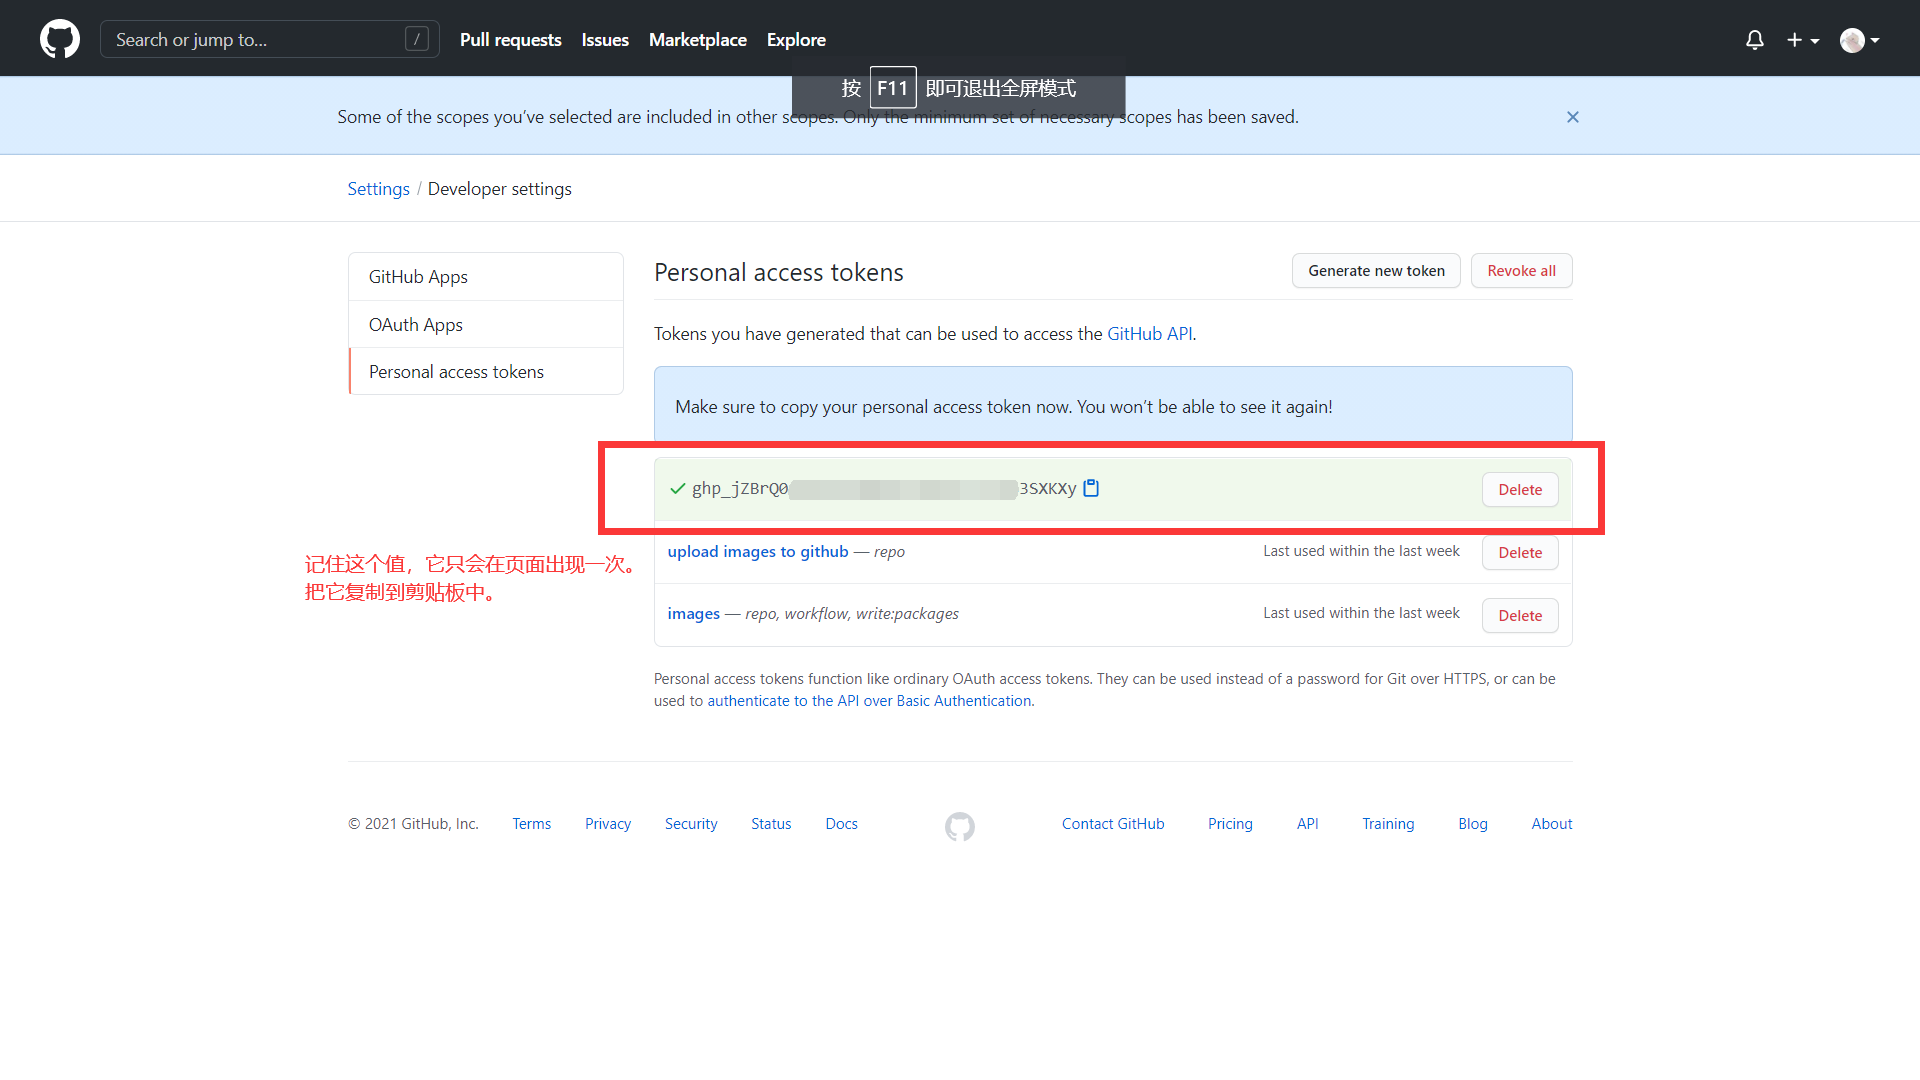 Search or jump to... /
Pull requests Issues Marketplace Explore
按 F11 即可退出全屏模式
Some of the scopes you’ve selected are included in other scopes. Only the minimum set of necessary scopes has been saved.
Settings / Developer settings
GitHub Apps
OAuth Apps
Personal access tokens
Personal access tokens
Generate new token
Revoke all
Tokens you have generated that can be used to access the GitHub API.
Make sure to copy your personal access token now. You won’t be able to see it again!
ghp_jZBrQ0 3SXKXy
Delete
upload images to github — repo
Last used within the last week
Delete
images — repo, workflow, write:packages
Last used within the last week
Delete
记住这个值，它只会在页面出现一次。
把它复制到剪贴板中。
Personal access tokens function like ordinary OAuth access tokens. They can be used instead of a password for Git over HTTPS, or can be
used to authenticate to the API over Basic Authentication.
© 2021 GitHub, Inc. Terms Privacy Security Status Docs Contact GitHub Pricing API Training Blog About